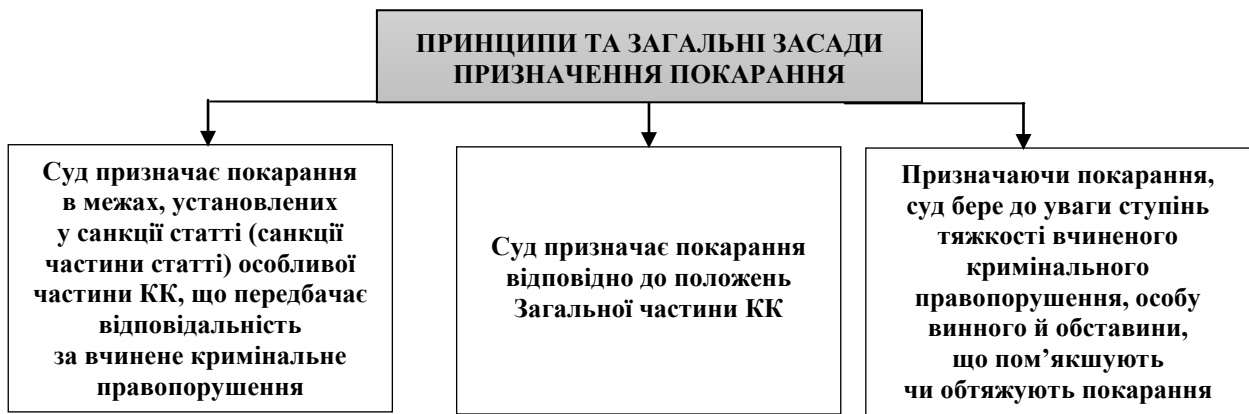 ПРИНЦИПИ ТА ЗАГАЛЬНІ ЗАСАДИ
ПРИЗНАЧЕННЯ ПОКАРАННЯ
Суд призначає покарання
в межах, установлених
у санкції статті (санкції
частини статті) особливої
частини КК, що передбачає
відповідальність
за вчинене кримінальне
правопорушення
Суд призначає покарання
відповідно до положень
Загальної частини КК
Призначаючи покарання,
суд бере до уваги ступінь
тяжкості вчиненого
кримінального
правопорушення, особу
винного й обставини,
що пом’якшують
чи обтяжують покарання